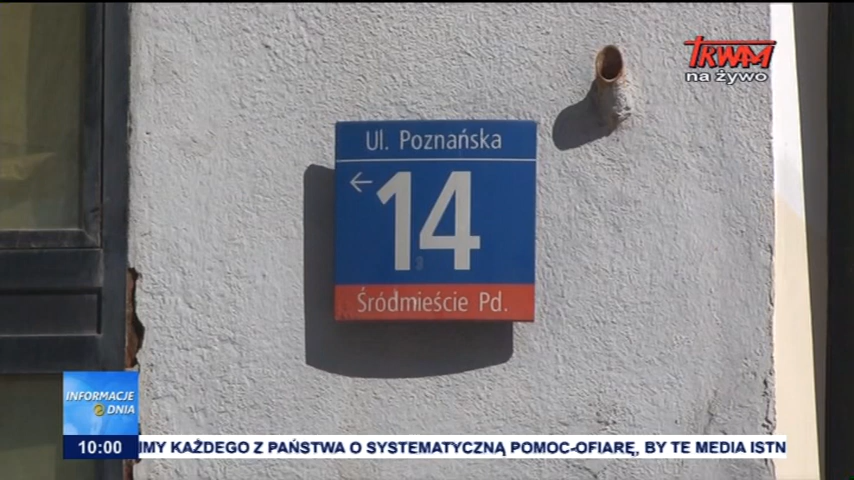 TRWAM
na żywo
Ul. Poznańska
←14
Śródmieście Pd.
INFORMACJE
DNIA
10:00
IMY KAŻDEGO Z PAŃSTWA O SYSTEMATYCZNĄ POMOC-OFIARĘ, BY TE MEDIA ISTN